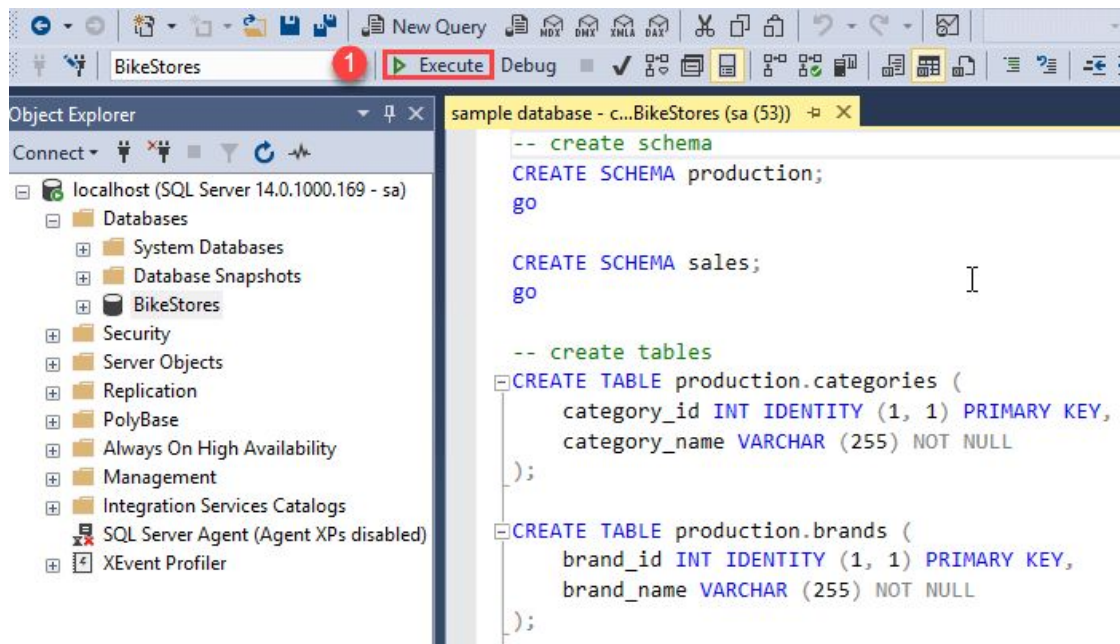 New Query MDX DMX XMLA DAX
BikeStores 1 Execute Debug
Object Explorer
Connect
localhost (SQL Server 14.0.1000.169 - sa)
Databases
System Databases
Database Snapshots
BikeStores
Security
Server Objects
Replication
PolyBase
Always On High Availability
Management
Integration Services Catalogs
SQL Server Agent (Agent XPs disabled)
XEvent Profiler
sample database - c...BikeStores (sa (53))
-- create schema
CREATE SCHEMA production;
go
CREATE SCHEMA sales;
go
-- create tables
CREATE TABLE production.categories (
category_id INT IDENTITY (1, 1) PRIMARY KEY,
category_name VARCHAR (255) NOT NULL
);
CREATE TABLE production.brands (
brand_id INT IDENTITY (1, 1) PRIMARY KEY,
brand_name VARCHAR (255) NOT NULL
);